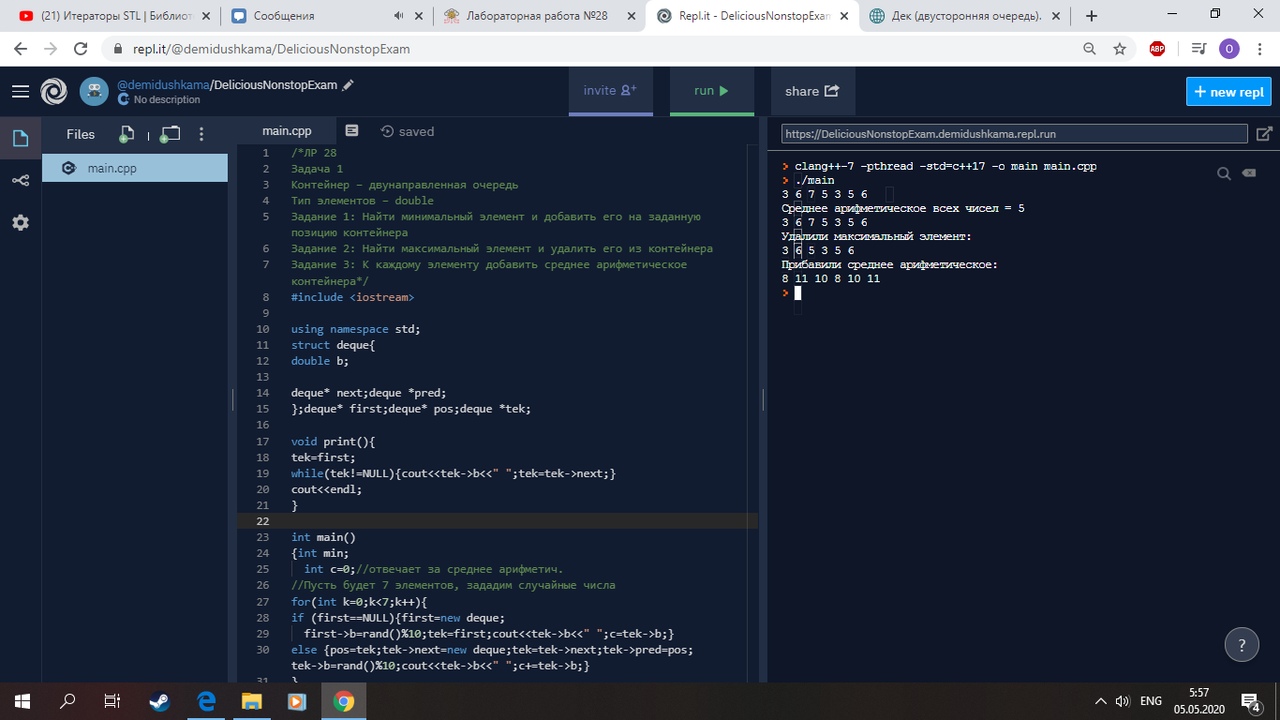 (21) Итераторы STL | Библиот
Сообщения
Лабораторная работа №28
Repl.it - DeliciousNonstopExam
Дек (двусторонняя очередь).
repl.it/@demidushkama/DeliciousNonstopExam
ABP
O
@demidushkama/DeliciousNonstopExam
No description
invite
run
share
+ new repl
Files
main.cpp
main.cpp
saved
https://DeliciousNonstopExam.demidushkama.repl.run
1 /*ЛР 28
2 Задача 1
3 Контейнер – двунаправленная очередь
4 Тип элементов – double
5 Задание 1: Найти минимальный элемент и добавить его на заданную
позицию контейнера
6 Задание 2: Найти максимальный элемент и удалить его из контейнера
7 Задание 3: К каждому элементу добавить среднее арифметическое
контейнера*/
8 #include <iostream>
9
10 using namespace std;
11 struct deque{
12 double b;
13
14 deque* next;deque *pred;
15 };deque* first;deque* pos;deque *tek;
16
17 void print(){
18 tek=first;
19 while(tek!=NULL){cout<<tek->b<<" ";tek=tek->next;}
20 cout<<endl;
21 }
22
23 int main()
24 {int min;
25 int c=0;//отвечает за среднее арифметич.
26 //Пусть будет 7 элементов, зададим случайные числа
27 for(int k=0;k<7;k++){
28 if (first==NULL){first=new deque;
29 first->b=rand()%10;tek=first;cout<<tek->b<<" ";c=tek->b;}
30 else {pos=tek;tek->next=new deque;tek=tek->next;tek->pred=pos;
tek->b=rand()%10;cout<<tek->b<<" ";c+=tek->b;}
31 }
> clang++-7 -pthread -std=c++17 -o main main.cpp
> ./main
3 6 7 5 3 5 6
Среднее арифметическое всех чисел = 5
3 6 7 5 3 5 6
Удалили максимальный элемент:
3 6 5 3 5 6
Прибавили среднее арифметическое:
8 11 10 8 10 11
>
?
ENG
5:57
05.05.2020
4